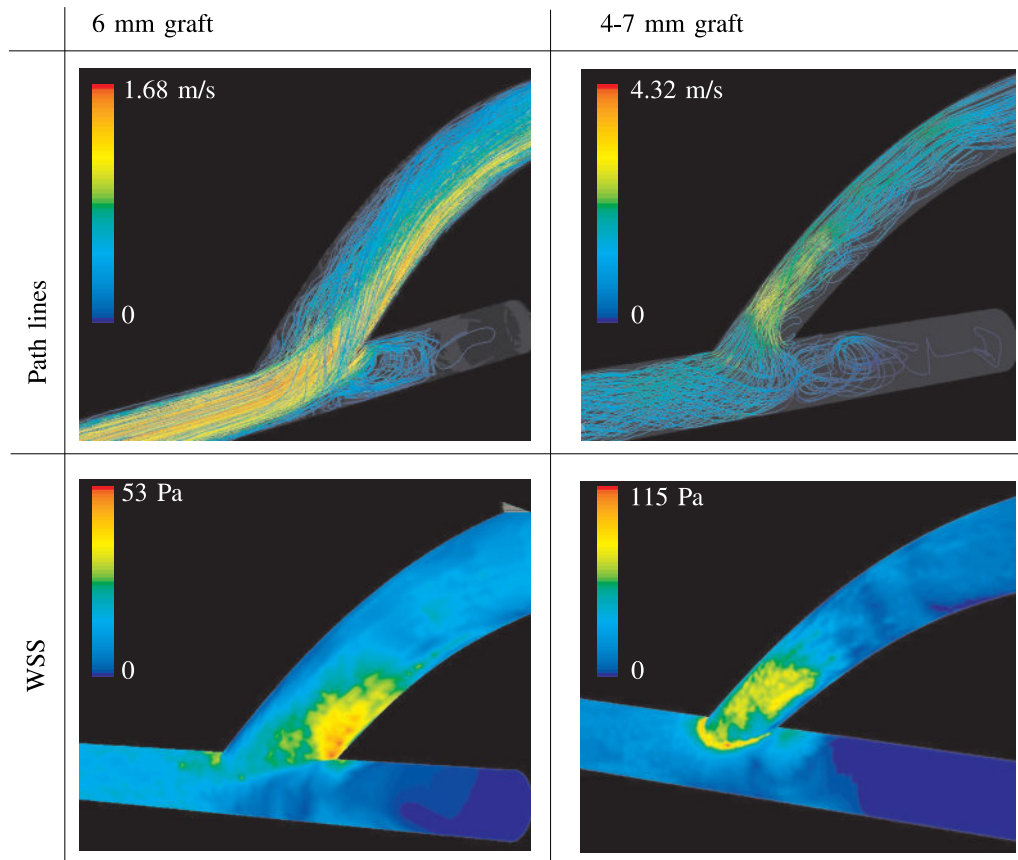 6 mm graft
4-7 mm graft
Path lines
1.68 m/s
0
4.32 m/s
0
WSS
53 Pa
0
115 Pa
0